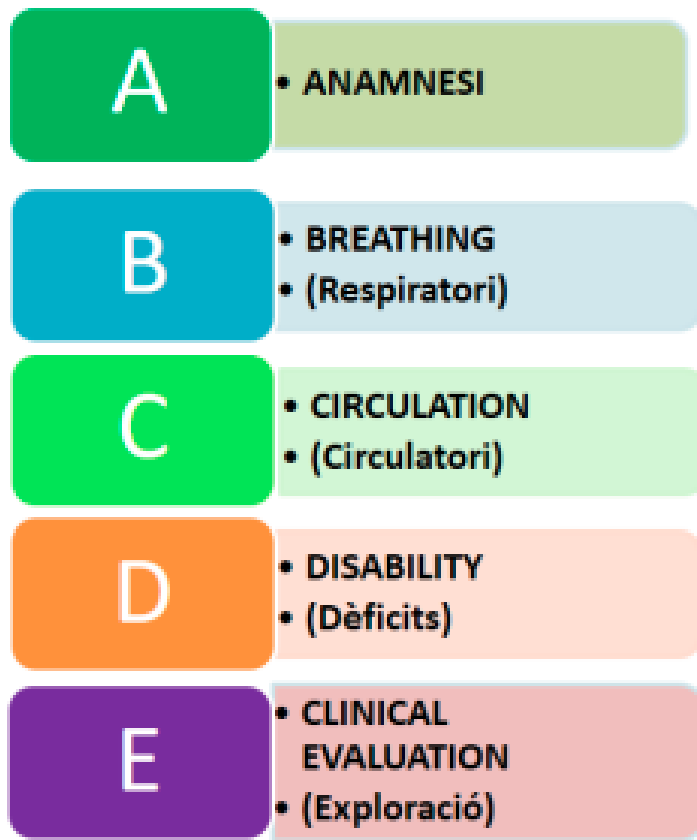 A
• ANAMNESI
B
• BREATHING
• (Respiratori)
C
• CIRCULATION
• (Circulatori)
D
• DISABILITY
• (Dèficits)
E
• CLINICAL
EVALUATION
• (Exploració)